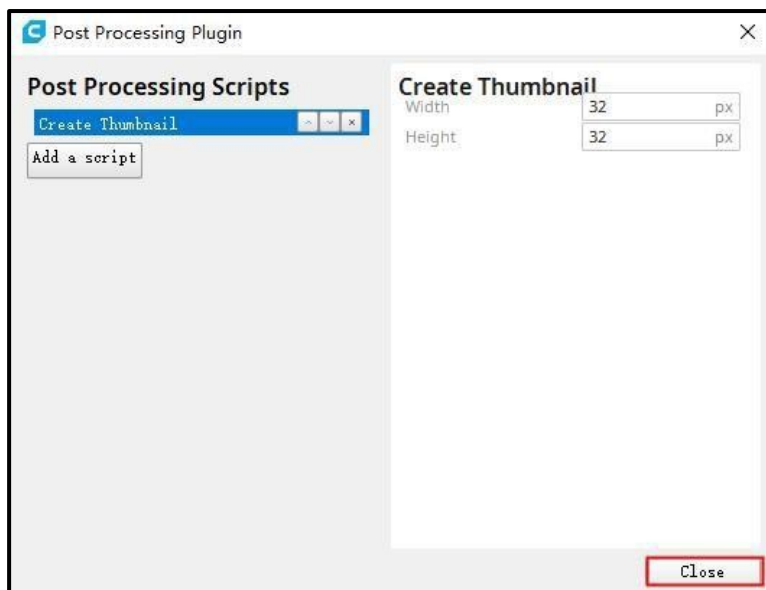 Post Processing Plugin
Post Processing Scripts
Create Thumbnail
Add a script
Create Thumbnail
Width 32 px
Height 32 px
Close